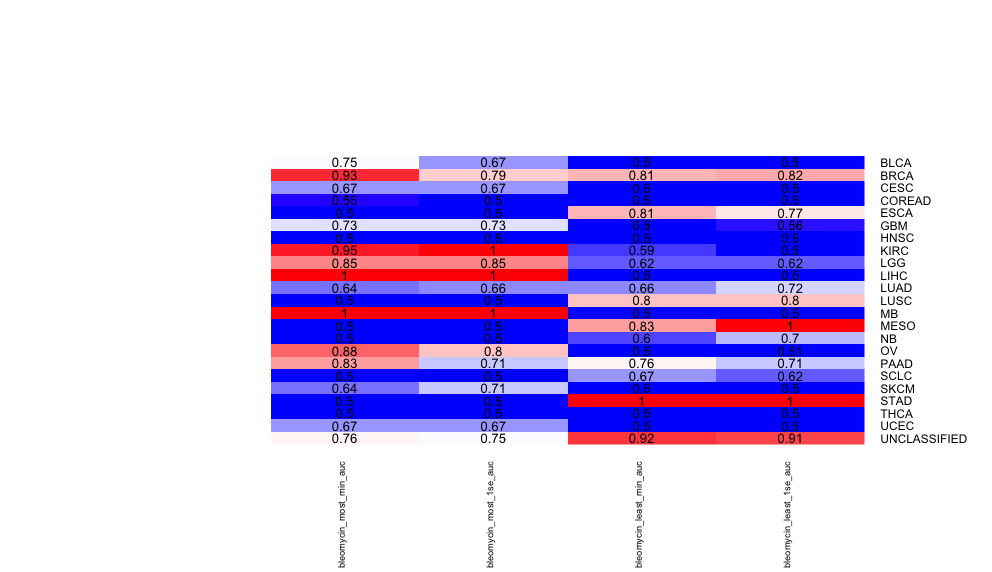 0.75 0.67 0.5 0.5 BLCA
0.93 0.79 0.81 0.82 BRCA
0.67 0.67 0.5 0.5 CESC
0.55 0.5 0.5 0.5 COREAD
0.5 0.5 0.81 0.77 ESCA
0.73 0.73 0.5 0.56 GBM
0.5 0.5 0.5 0.5 HNSC
0.95 1 0.59 0.5 KIRC
0.85 0.85 0.62 0.62 LGG
1 1 0.5 0.5 LIHC
0.64 0.66 0.66 0.72 LUAD
0.5 0.5 0.8 0.8 LUSC
1 1 0.5 0.5 MB
0.5 0.5 0.83 1 MESO
0.5 0.5 0.6 0.7 NB
0.88 0.8 0.5 0.51 OV
0.83 0.71 0.76 0.71 PAAD
0.5 0.5 0.67 0.62 SCLC
0.64 0.71 0.5 0.5 SKCM
0.5 0.5 1 1 STAD
0.5 0.5 0.5 0.5 THCA
0.67 0.67 0.5 0.5 UCEC
0.76 0.75 0.92 0.91 UNCLASSIFIED
bleomycin_most_min_auc
bleomycin_most_1se_auc
bleomycin_least_min_auc
bleomycin_least_1se_auc